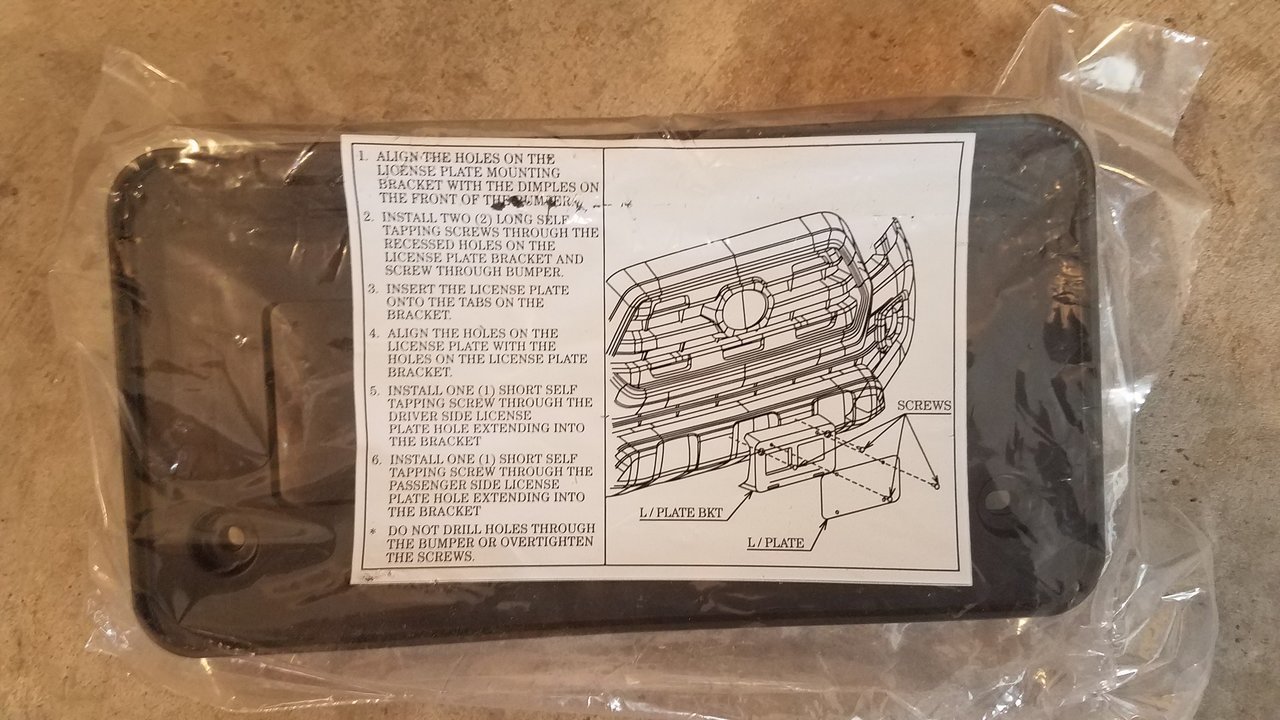 1. ALIGN THE HOLES ON THE
LICENSE PLATE MOUNTING
BRACKET WITH THE DIMPLES ON
THE FRONT OF THE BUMPER.
2. INSTALL TWO (2) LONG SELF
TAPPING SCREWS THROUGH THE
RECESSED HOLES ON THE
LICENSE PLATE BRACKET AND
SCREW THROUGH BUMPER.
3. INSERT THE LICENSE PLATE
ONTO THE TABS ON THE
BRACKET.
4. ALIGN THE HOLES ON THE
LICENSE PLATE WITH THE
HOLES ON THE LICENSE PLATE
BRACKET.
5. INSTALL ONE (1) SHORT SELF
TAPPING SCREW THROUGH THE
DRIVER SIDE LICENSE
PLATE HOLE EXTENDING INTO
THE BRACKET
6. INSTALL ONE (1) SHORT SELF
TAPPING SCREW THROUGH THE
PASSENGER SIDE LICENSE
PLATE HOLE EXTENDING INTO
THE BRACKET
* DO NOT DRILL HOLES THROUGH
THE BUMPER OR OVERTIGHTEN
THE SCREWS.
SCREWS
L / PLATE BKT
L / PLATE